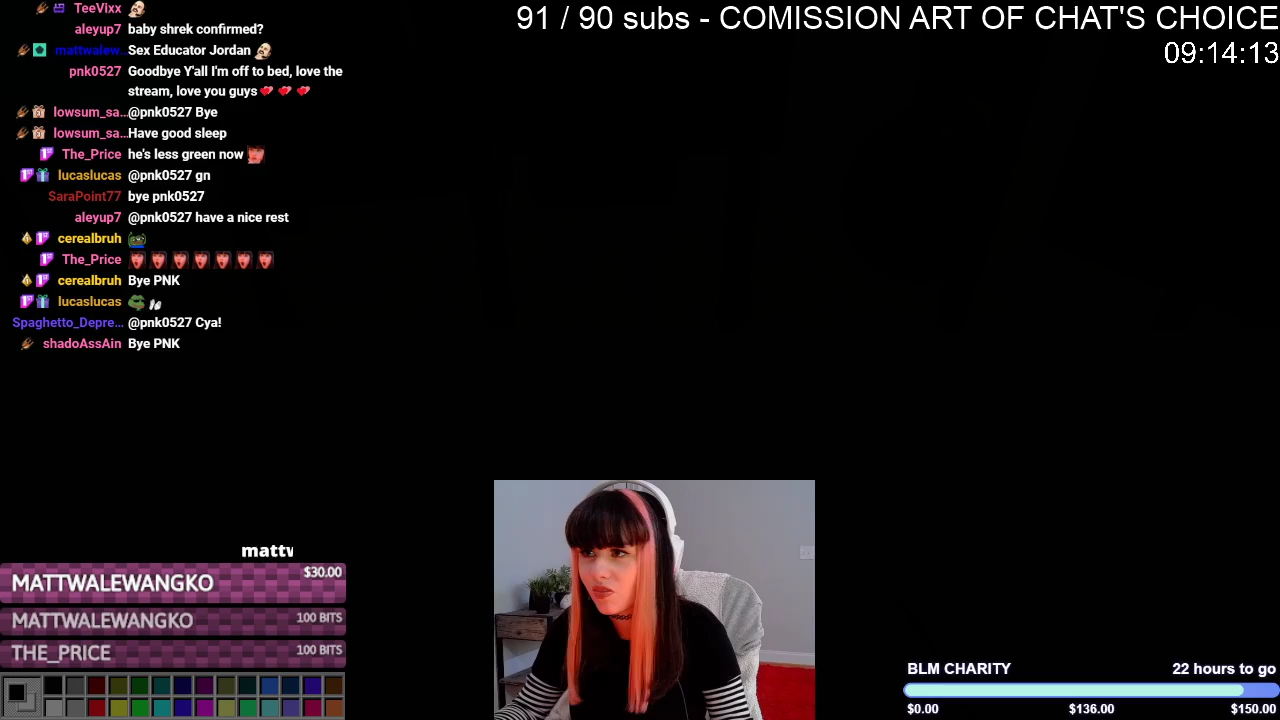 TeeVixx
aleyup7 baby shrek confirmed?
mattwalew... Sex Educator Jordan
pnk0527 Goodbye Y'all I'm off to bed, love the
stream, love you guys
lowsum_sa... @pnk0527 Bye
lowsum_sa... Have good sleep
The_Price he's less green now
lucaslucas @pnk0527 gn
SaraPoint77 bye pnk0527
aleyup7 @pnk0527 have a nice rest
cerealbruh
The_Price
cerealbruh Bye PNK
lucaslucas
Spaghetto_Depre... @pnk0527 Cya!
shadoAssAin Bye PNK
91 / 90 subs - COMISSION ART OF CHAT'S CHOICE
09:14:13
mattv
MATTWALEWANGKO $30.00
MATTWALEWANGKO 100 BITS
THE_PRICE 100 BITS
BLM CHARITY 22 hours to go
$0.00 $136.00 $150.00